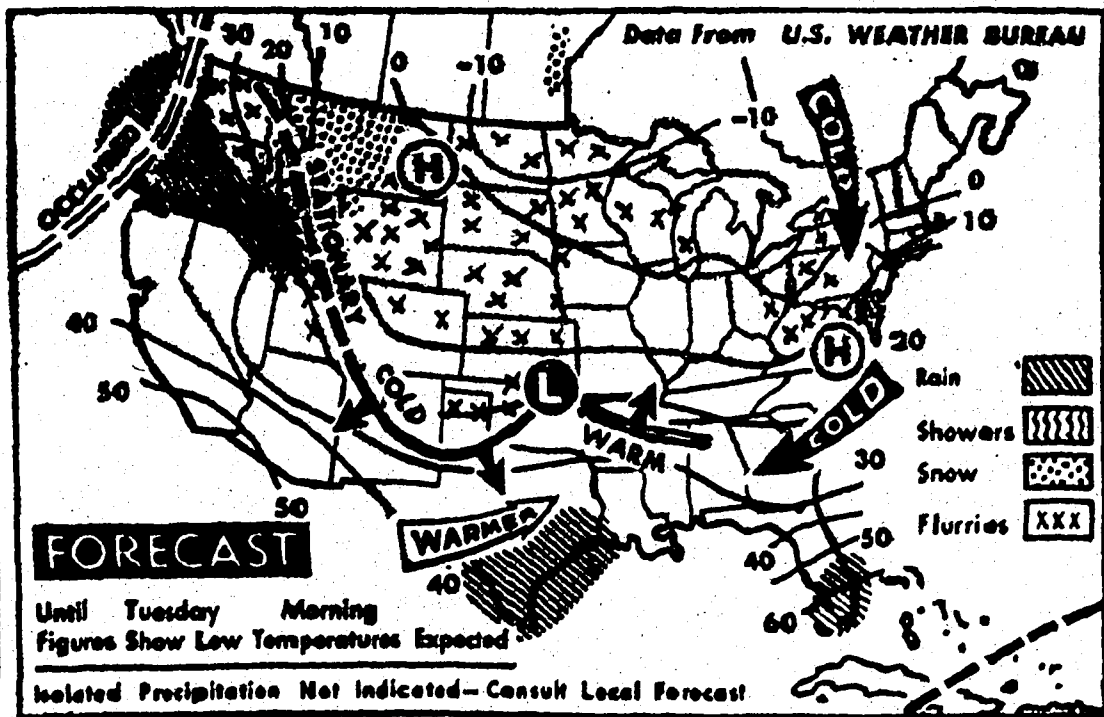 Data From U.S. WEATHER BUREAU
30
20
10
0
-10
-10
COLD
OCCLUDED
H
STATIONARY
0
10
40
50
COLD
L
H
20
WARM
COLD
30
50
WARMER
40
40
50
60
Rain
Showers
Snow
Flurries
XXX
FORECAST
Until Tuesday Morning
Figures Show Low Temperatures Expected
Isolated Precipitation Not Indicated—Consult Local Forecast